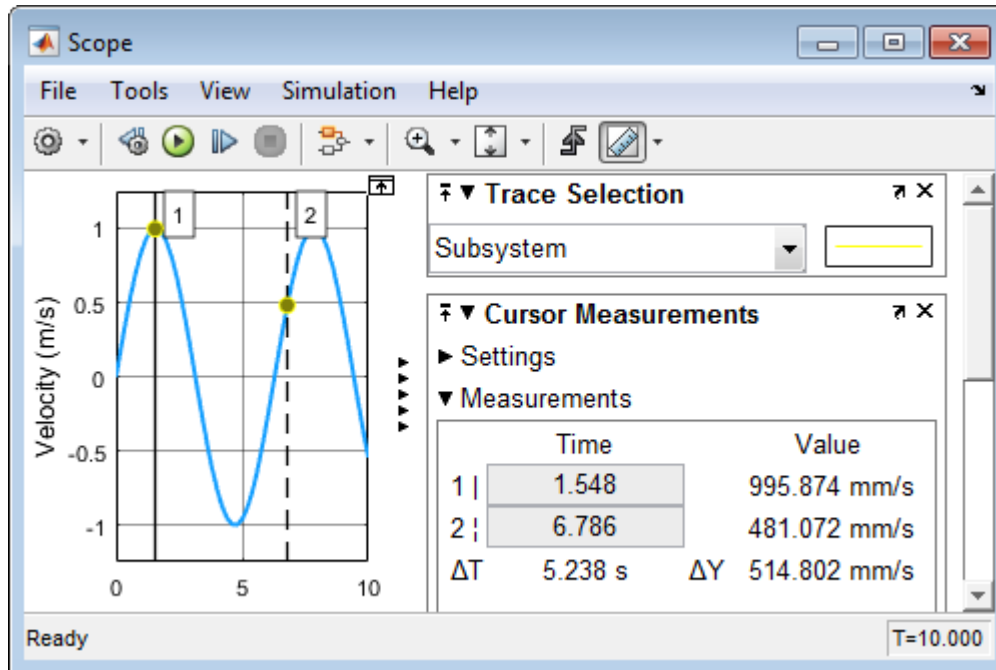 Scope
File Tools View Simulation Help
Trace Selection
Subsystem
Cursor Measurements
Settings
Measurements
Time Value
1 | 1.548 995.874 mm/s
2 ¦ 6.786 481.072 mm/s
ΔT 5.238 s ΔY 514.802 mm/s
1 2
Velocity (m/s)
1
0.5
0
-0.5
-1
0 5 10
Ready T=10.000